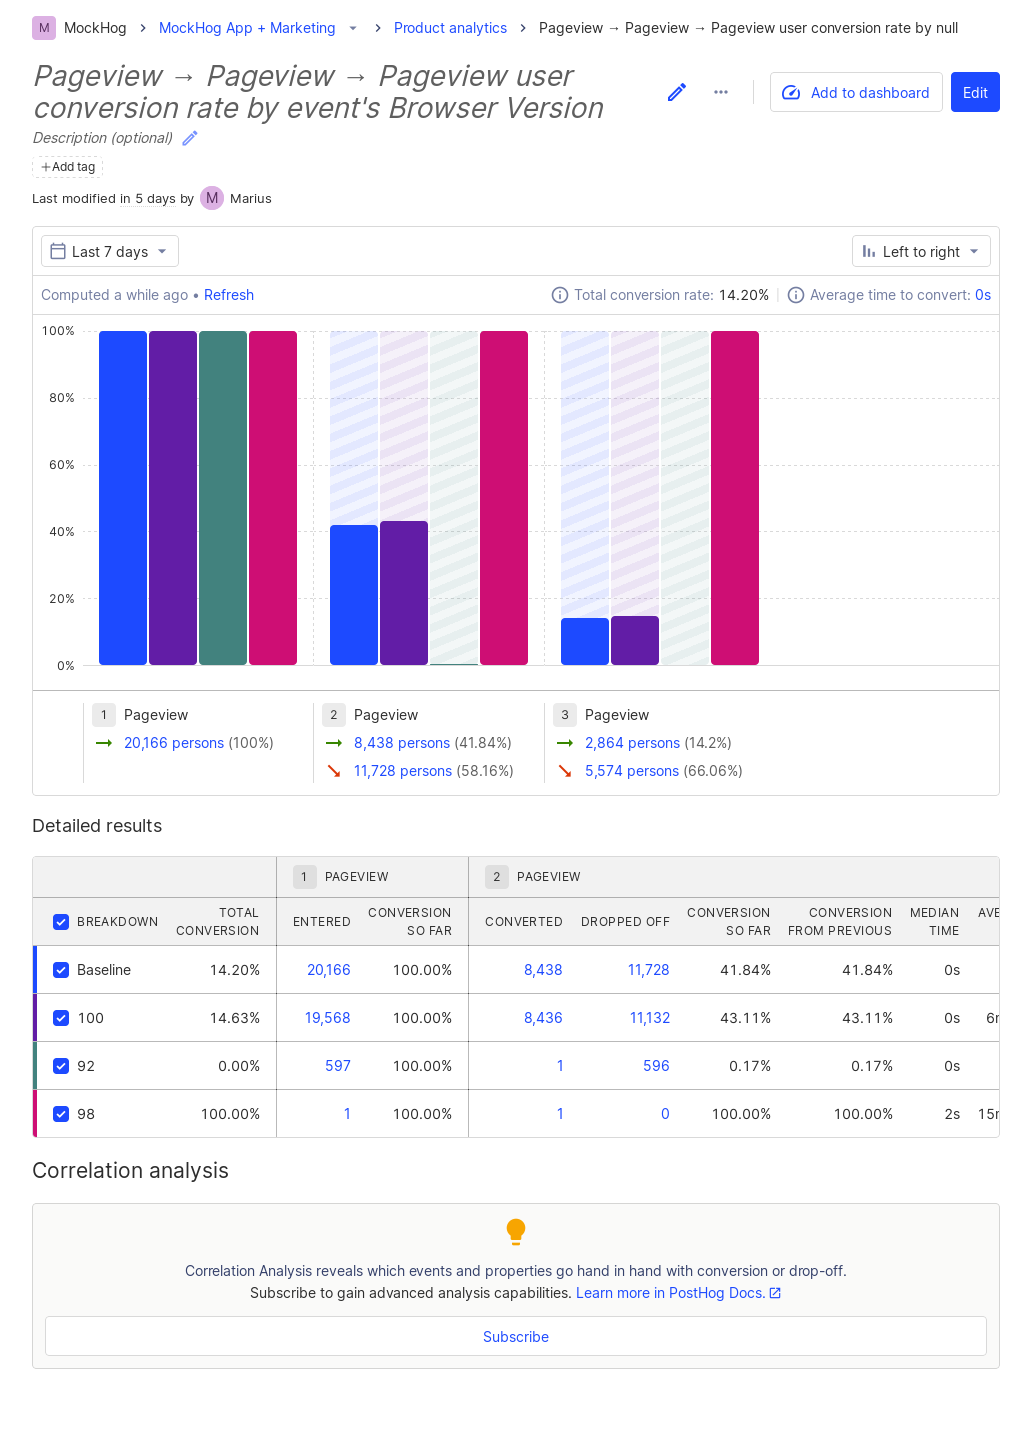 M MockHog > MockHog App + Marketing > Product analytics > Pageview → Pageview → Pageview user conversion rate by null
Pageview → Pageview → Pageview user
conversion rate by event's Browser Version
Add to dashboard
Edit
Description (optional)
+Add tag
Last modified in 5 days by M Marius
Last 7 days
Left to right
Computed a while ago • Refresh
Total conversion rate: 14.20%
Average time to convert: 0s
100%
80%
60%
40%
20%
0%
1 Pageview
20,166 persons (100%)
2 Pageview
8,438 persons (41.84%)
11,728 persons (58.16%)
3 Pageview
2,864 persons (14.2%)
5,574 persons (66.06%)
Detailed results
1 PAGEVIEW 2 PAGEVIEW
BREAKDOWN TOTAL CONVERSION ENTERED CONVERSION SO FAR CONVERTED DROPPED OFF CONVERSION SO FAR CONVERSION FROM PREVIOUS MEDIAN TIME
Baseline 14.20% 20,166 100.00% 8,438 11,728 41.84% 41.84% 0s
100 14.63% 19,568 100.00% 8,436 11,132 43.11% 43.11% 0s
92 0.00% 597 100.00% 1 596 0.17% 0.17% 0s
98 100.00% 1 100.00% 1 0 100.00% 100.00% 2s
Correlation analysis
Correlation Analysis reveals which events and properties go hand in hand with conversion or drop-off.
Subscribe to gain advanced analysis capabilities. Learn more in PostHog Docs.
Subscribe